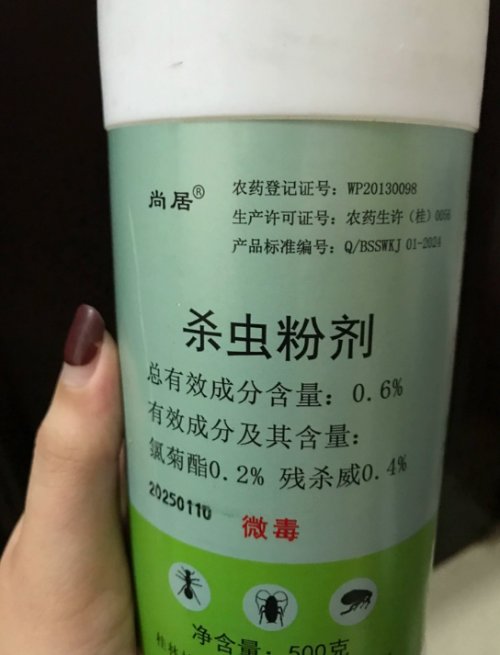 尚居®
农药登记证号：WP20130098
生产许可证号：农药生许（桂）0056
产品标准编号：Q/BSSWKJ 01-2024
杀虫粉剂
总有效成分含量：0.6%
有效成分及其含量：
氯菊酯0.2% 残杀威0.4%
20250110
微毒
净含量：500克
桂林